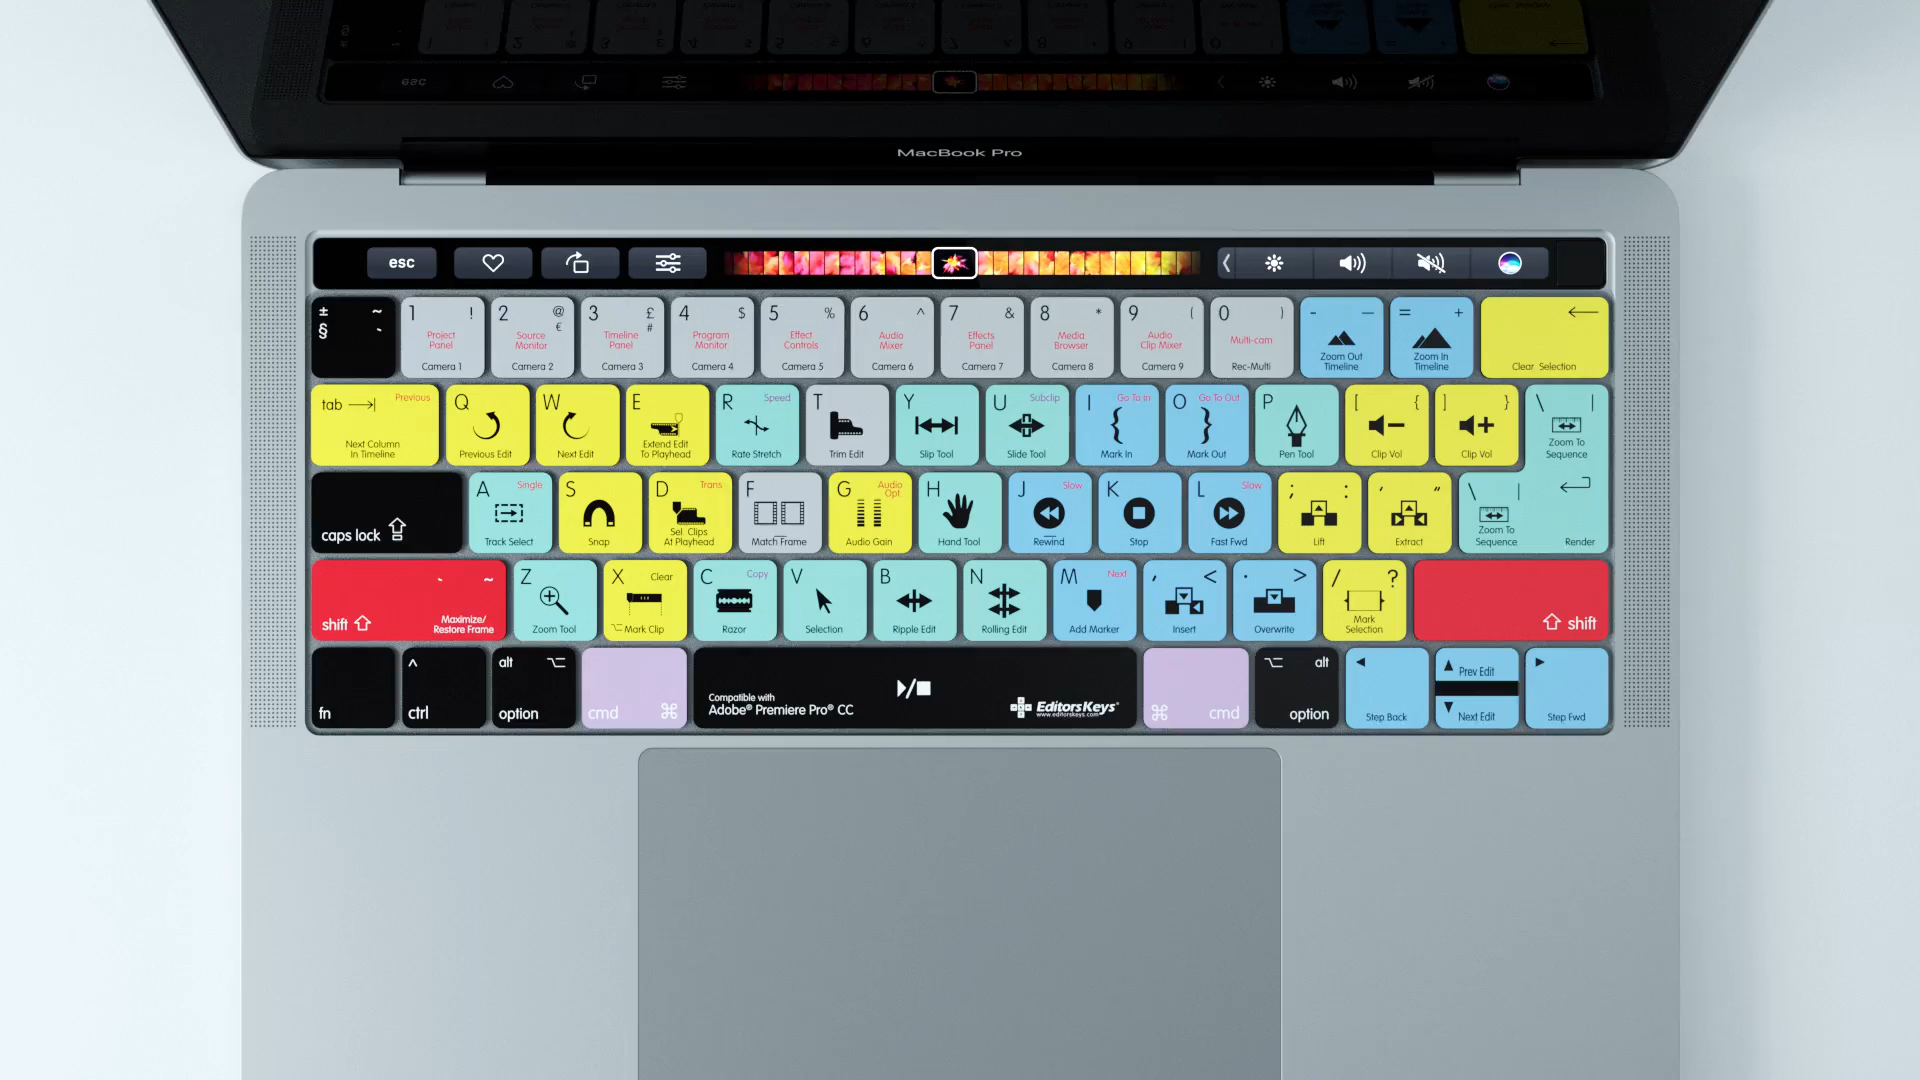 MacBook Pro
esc
± ~
§ `
1 !
Project
Panel
Camera 1
2 @
€
Source
Monitor
Camera 2
3 £
#
Timeline
Panel
Camera 3
4 $
Program
Monitor
Camera 4
5 %
Effect
Controls
Camera 5
6 ^
Audio
Mixer
Camera 6
7 &
Effects
Panel
Camera 7
8 *
Media
Browser
Camera 8
9 (
Audio
Clip Mixer
Camera 9
0 )
Multi-cam
Rec-Multi
- —
Zoom Out
Timeline
= +
Zoom In
Timeline
Clear Selection
tab Previous
Next Column
In Timeline
Q
Previous Edit
W
Next Edit
E
Extend Edit
To Playhead
R Speed
Rate Stretch
T
Trim Edit
Y
Slip Tool
U Subclip
Slide Tool
I Go To In
Mark In
O Go To Out
Mark Out
P
Pen Tool
[ {
Clip Vol
] }
Clip Vol
\ |
Zoom To
Sequence
caps lock
A Single
Track Select
S
Snap
D Trans
Sel. Clips
At Playhead
F
Match Frame
G Audio
Opt
Audio Gain
H
Hand Tool
J Slow
Rewind
K
Stop
L Slow
Fast Fwd
; :
Lift
' "
Extract
\ |
Zoom To
Sequence
Render
` ~
shift
Maximize/
Restore Frame
Z
Zoom Tool
X Clear
⌥ Mark Clip
C Copy
Razor
V
Selection
B
Ripple Edit
N
Rolling Edit
M Next
Add Marker
, <
Insert
. >
Overwrite
/ ?
Mark
Selection
shift
fn
^
ctrl
alt ⌥
option
cmd ⌘
Compatible with
Adobe® Premiere Pro® CC
EditorsKeys®
www.editorskeys.com
⌘ cmd
⌥ alt
option
Step Back
Prev Edit
Next Edit
Step Fwd